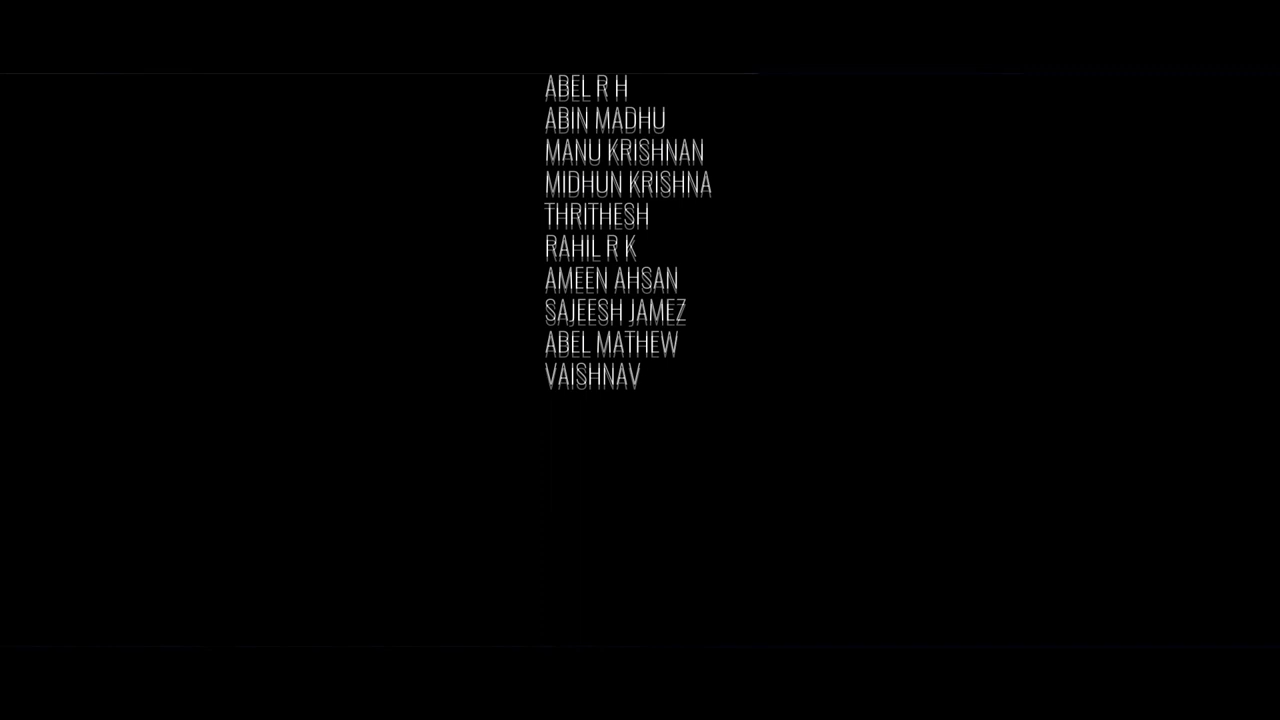 ABEL R H
ABIN MADHU
MANU KRISHNAN
MIDHUN KRISHNA
THRITHESH
RAHIL R K
AMEEN AHSAN
SAJEESH JAMEZ
ABEL MATHEW
VAISHNAV